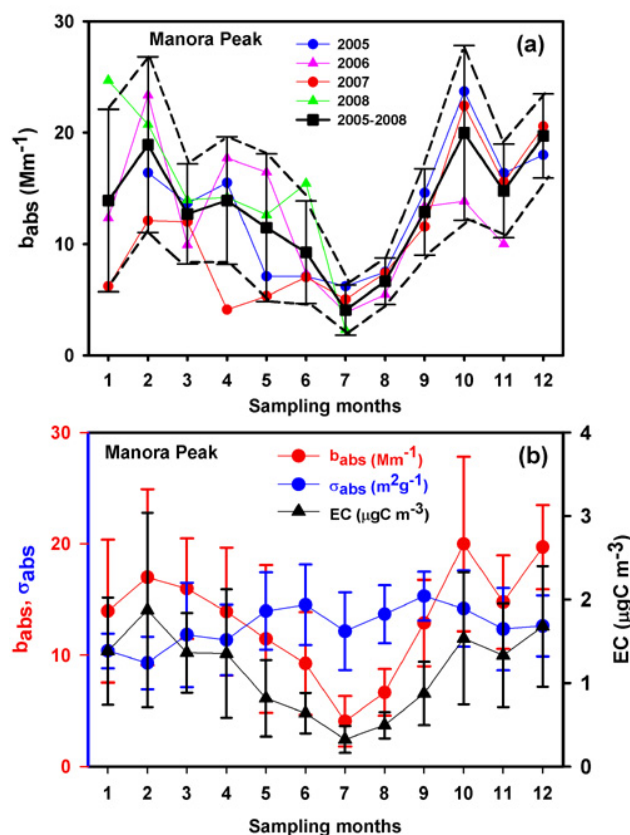 Manora Peak
(a)
2005
2006
2007
2008
2005-2008
30
20
10
0
b_abs (Mm⁻¹)
1 2 3 4 5 6 7 8 9 10 11 12
Sampling months
Manora Peak
(b)
b_abs (Mm⁻¹)
σ_abs (m²g⁻¹)
EC (µgC m⁻³)
30
20
10
0
b_abs, σ_abs
4
3
2
1
0
EC (µgC m⁻³)
1 2 3 4 5 6 7 8 9 10 11 12
Sampling months